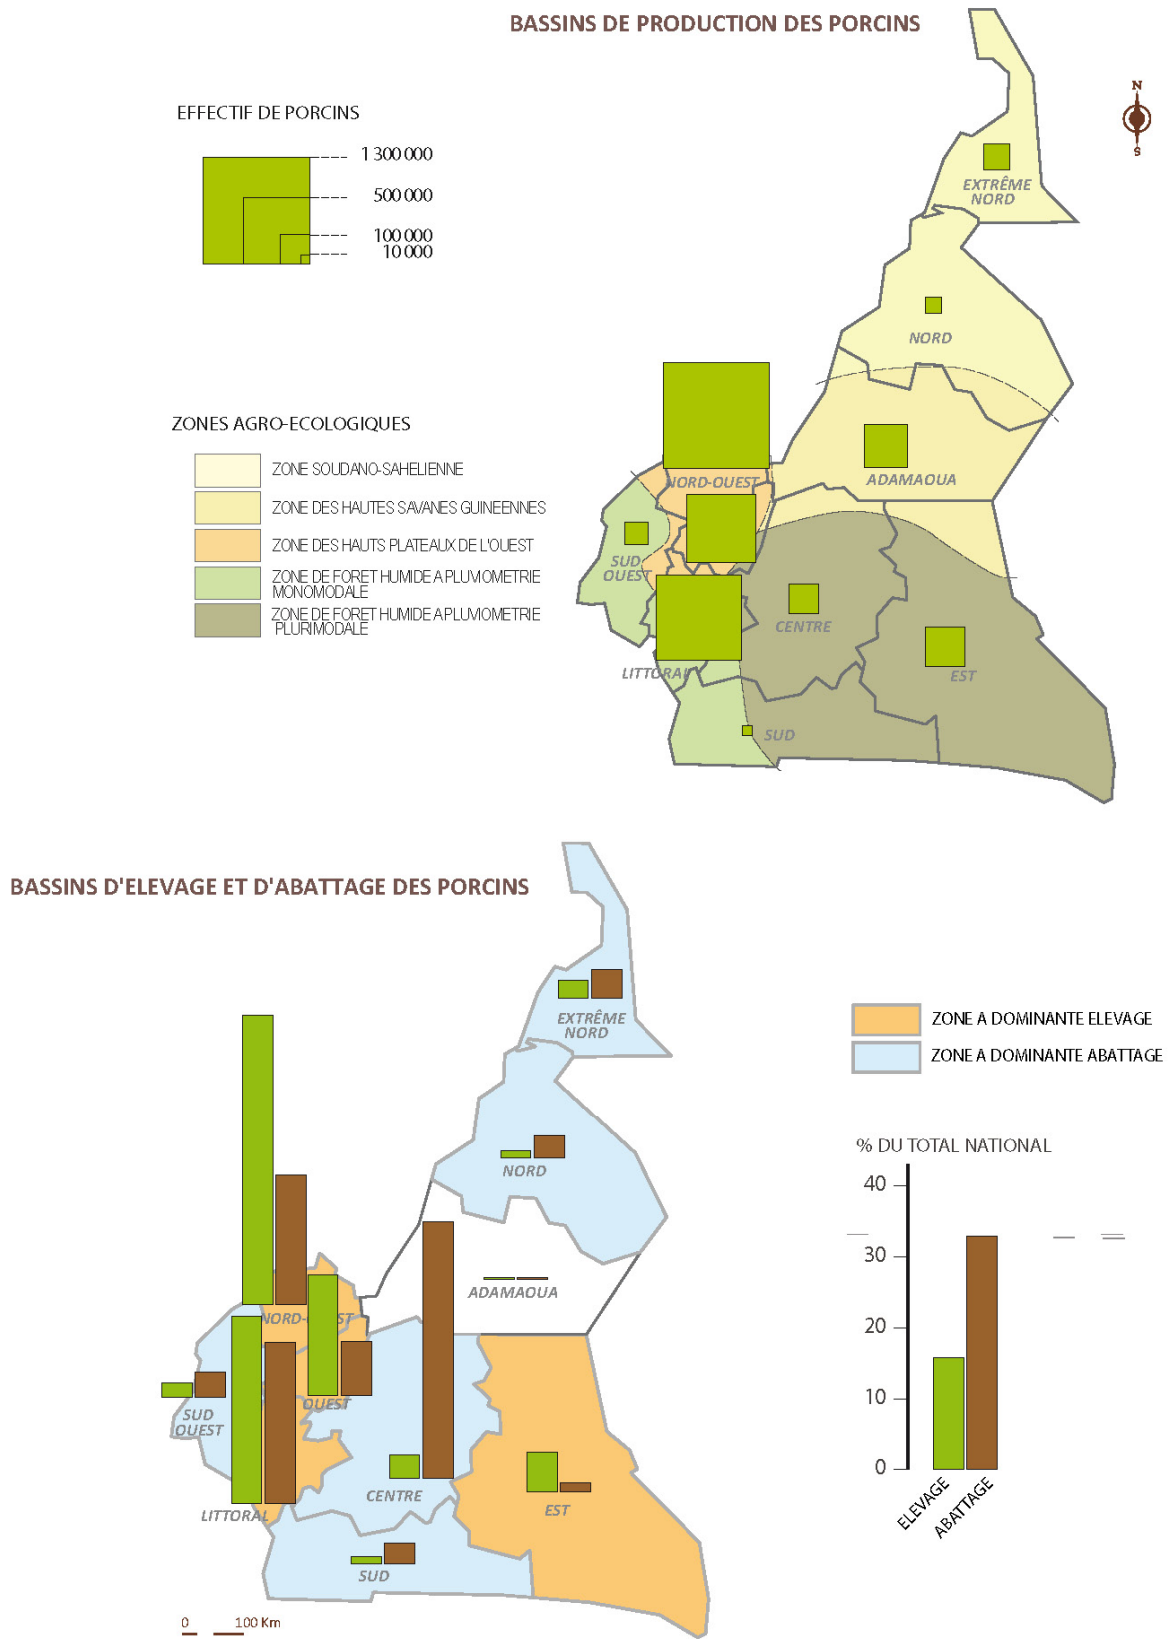 BASSINS DE PRODUCTION DES PORCINS
N
S
EFFECTIF DE PORCINS
1 300 000
500 000
100 000
10 000
EXTRÊME
NORD
NORD
ZONES AGRO-ECOLOGIQUES
ZONE SOUDANO-SAHELIENNE
ZONE DES HAUTES SAVANES GUINEENNES
ZONE DES HAUTS PLATEAUX DE L'OUEST
ZONE DE FORET HUMIDE A PLUVIOMETRIE
MONOMODALE
ZONE DE FORET HUMIDE A PLUVIOMETRIE
PLURIMODALE
ADAMAOUA
NORD-OUEST
SUD
OUEST
CENTRE
LITTORAL
EST
SUD
BASSINS D'ELEVAGE ET D'ABATTAGE DES PORCINS
EXTRÊME
NORD
NORD
ADAMAOUA
NORD-OUEST
OUEST
SUD
OUEST
CENTRE
LITTORAL
EST
SUD
0 100 Km
ZONE A DOMINANTE ELEVAGE
ZONE A DOMINANTE ABATTAGE
% DU TOTAL NATIONAL
40
30
20
10
0
ELEVAGE
ABATTAGE